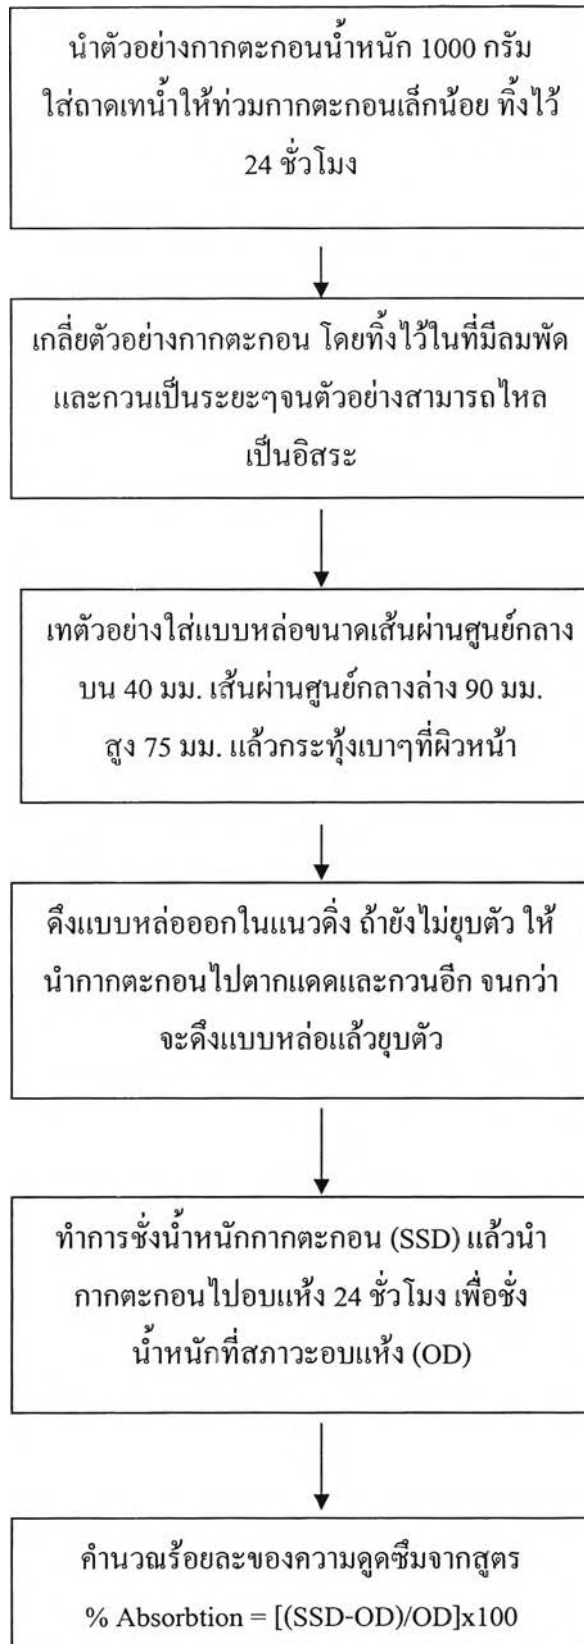 นำตัวอย่างกากตะกอนน้ำหนัก 1000 กรัม
ใส่ถาดเทน้ำให้ท่วมกากตะกอนเล็กน้อย ทิ้งไว้
24 ชั่วโมง
เกลี่ยตัวอย่างกากตะกอน โดยทิ้งไว้ในที่มีลมพัด
และกวนเป็นระยะๆจนตัวอย่างสามารถไหล
เป็นอิสระ
เทตัวอย่างใส่แบบหล่อขนาดเส้นผ่านศูนย์กลาง
บน 40 มม. เส้นผ่านศูนย์กลางล่าง 90 มม.
สูง 75 มม. แล้วกระทุ้งเบาๆที่ผิวหน้า
ดึงแบบหล่อออกในแนวดิ่ง ถ้ายังไม่ยุบตัว ให้
นำกากตะกอนไปตากแดดและกวนอีก จนกว่า
จะดึงแบบหล่อแล้วยุบตัว
ทำการชั่งน้ำหนักกากตะกอน (SSD) แล้วนำ
กากตะกอนไปอบแห้ง 24 ชั่วโมง เพื่อชั่ง
น้ำหนักที่สภาวะอบแห้ง (OD)
คำนวณร้อยละของความดูดซึมจากสูตร
% Absorbtion = [(SSD-OD)/OD]x100